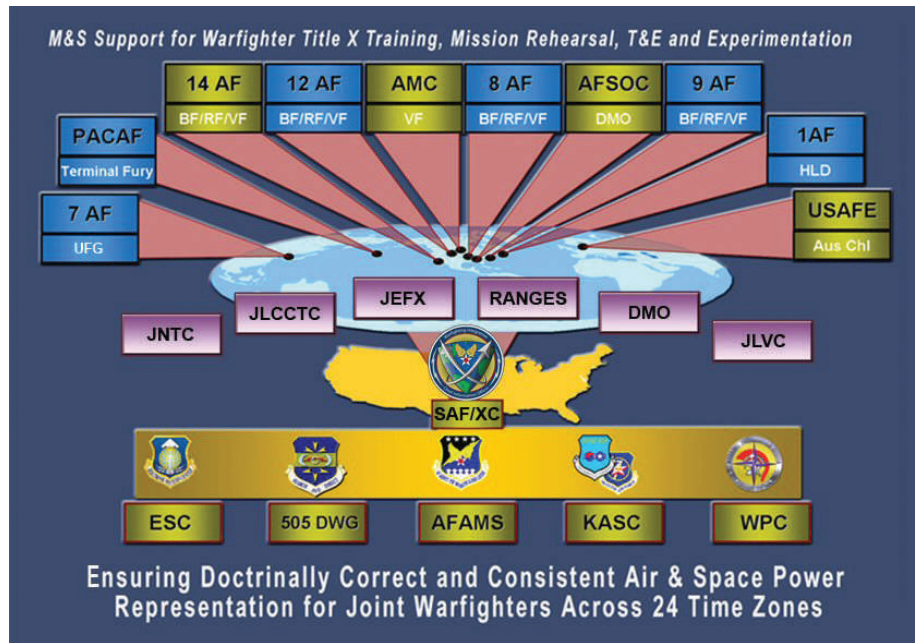 M&S Support for Warfighter Title X Training, Mission Rehearsal, T&E and Experimentation
14 AF
BF/RF/VF
12 AF
BF/RF/VF
AMC
VF
8 AF
BF/RF/VF
AFSOC
DMO
9 AF
BF/RF/VF
PACAF
Terminal Fury
1AF
HLD
7 AF
UFG
USAFE
Aus Chl
JNTC
JLCCTC
JEFX
RANGES
DMO
JLVC
SAF/XC
ESC
505 DWG
AFAMS
KASC
WPC
Ensuring Doctrinally Correct and Consistent Air & Space Power
Representation for Joint Warfighters Across 24 Time Zones